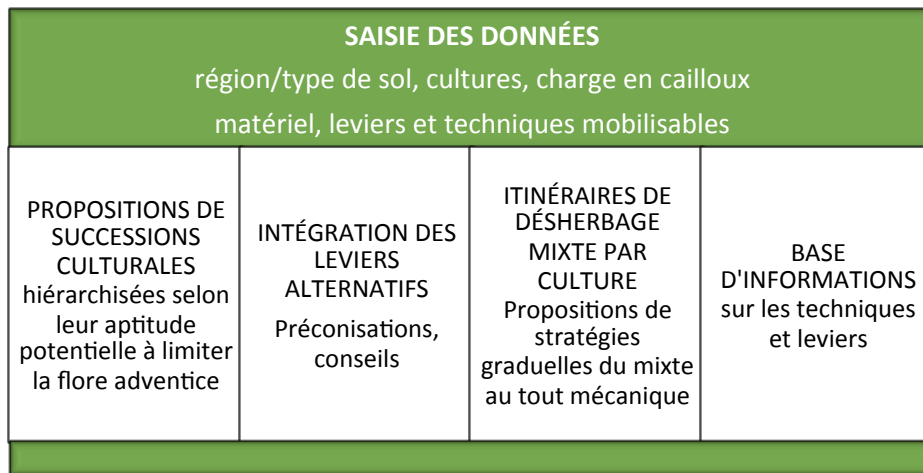 SAISIE DES DONNÉES
région/type de sol, cultures, charge en cailloux
matériel, leviers et techniques mobilisables
PROPOSITIONS DE
SUCCESSIONS
CULTURALES
hiérarchisées selon
leur aptitude
potentielle à limiter
la flore adventice
INTÉGRATION DES
LEVIERS
ALTERNATIFS
Préconisations,
conseils
ITINÉRAIRES DE
DÉSHERBAGE
MIXTE PAR
CULTURE
Propositions de
stratégies
graduelles du mixte
au tout mécanique
BASE
D'INFORMATIONS
sur les techniques
et leviers